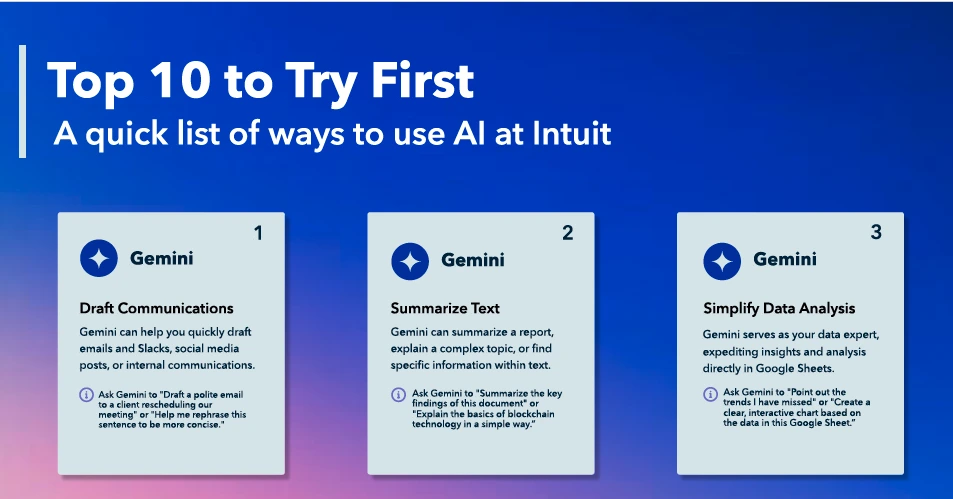 Top 10 to Try First
A quick list of ways to use AI at Intuit
1
Gemini
Draft Communications
Gemini can help you quickly draft
emails and Slacks, social media
posts, or internal communications.
Ask Gemini to "Draft a polite email
to a client rescheduling our
meeting" or "Help me rephrase this
sentence to be more concise."
2
Gemini
Summarize Text
Gemini can summarize a report,
explain a complex topic, or find
specific information within text.
Ask Gemini to "Summarize the key
findings of this document" or
"Explain the basics of blockchain
technology in a simple way."
3
Gemini
Simplify Data Analysis
Gemini serves as your data expert,
expediting insights and analysis
directly in Google Sheets.
Ask Gemini to "Point out the
trends I have missed" or "Create a
clear, interactive chart based on
the data in this Google Sheet."